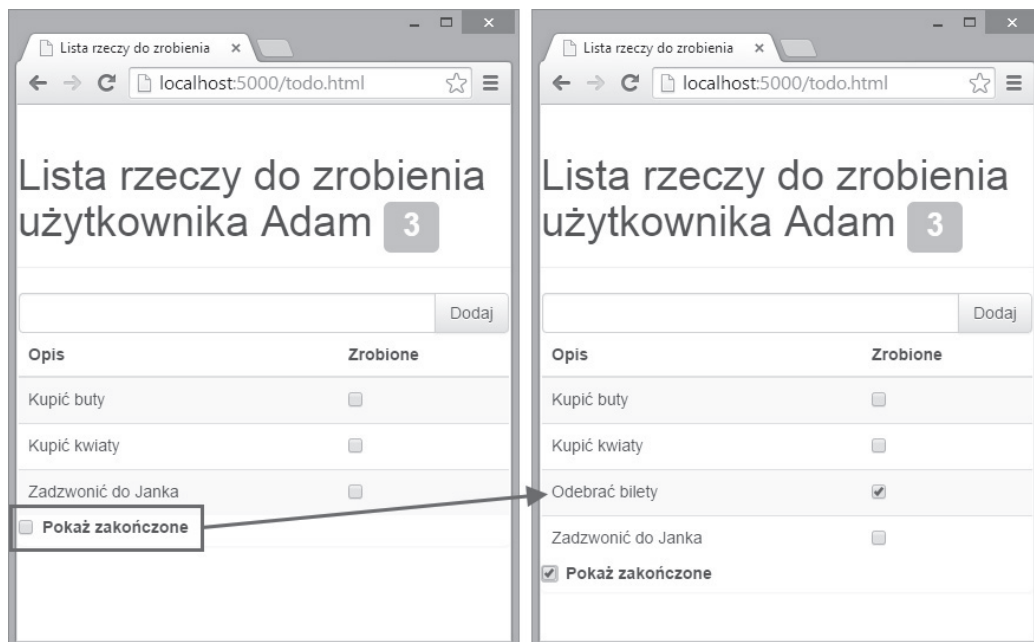 Lista rzeczy do zrobienia
localhost:5000/todo.html
Lista rzeczy do zrobienia
użytkownika Adam 3
Dodaj
Opis Zrobione
Kupić buty
Kupić kwiaty
Zadzwonić do Janka
Pokaż zakończone
Lista rzeczy do zrobienia
localhost:5000/todo.html
Lista rzeczy do zrobienia
użytkownika Adam 3
Dodaj
Opis Zrobione
Kupić buty
Kupić kwiaty
Odebrać bilety
Zadzwonić do Janka
Pokaż zakończone